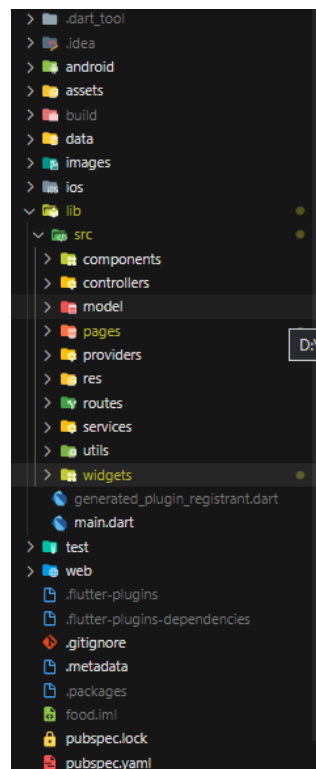 .dart_tool
.idea
android
assets
build
data
images
ios
lib
src
components
controllers
model
pages
D:\
providers
res
routes
services
utils
widgets
generated_plugin_registrant.dart
main.dart
test
web
.flutter-plugins
.flutter-plugins-dependencies
.gitignore
.metadata
.packages
food.iml
pubspec.lock
pubspec.yaml